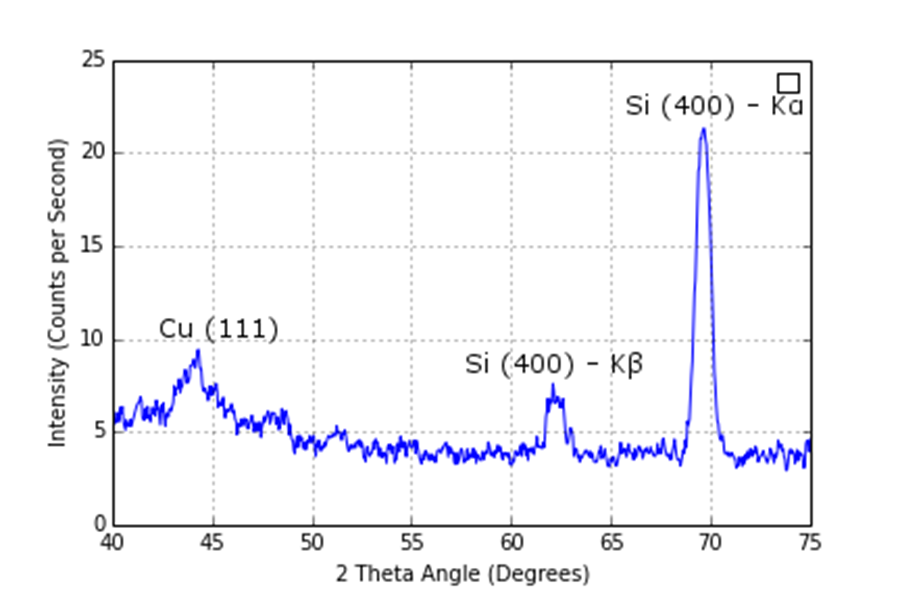 25
Si (400) – Kα
20
15
Cu (111)
10
Si (400) – Kβ
5
0
40 45 50 55 60 65 70 75
2 Theta Angle (Degrees)
Intensity (Counts per Second)